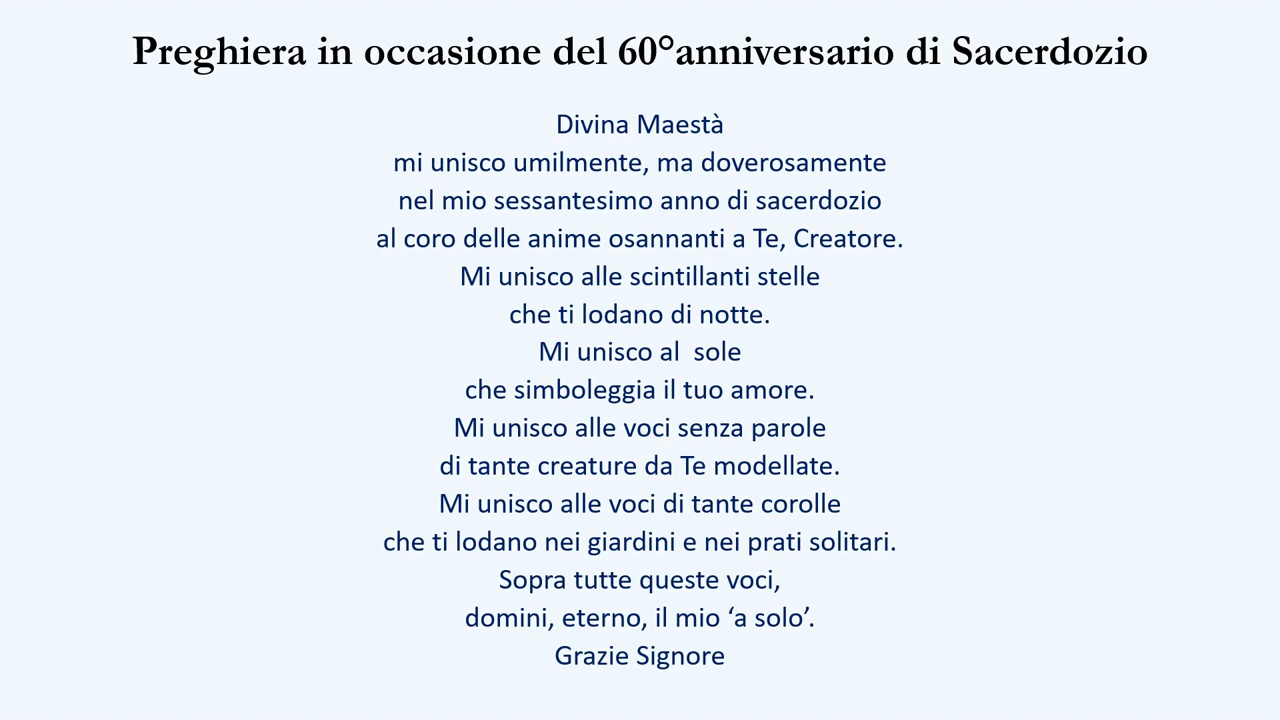 Preghiera in occasione del 60°anniversario di Sacerdozio
Divina Maestà
mi unisco umilmente, ma doverosamente
nel mio sessantesimo anno di sacerdozio
al coro delle anime osannanti a Te, Creatore.
Mi unisco alle scintillanti stelle
che ti lodano di notte.
Mi unisco al  sole
che simboleggia il tuo amore.
Mi unisco alle voci senza parole
di tante creature da Te modellate.
Mi unisco alle voci di tante corolle
che ti lodano nei giardini e nei prati solitari.
Sopra tutte queste voci,
domini, eterno, il mio ‘a solo’.
Grazie Signore